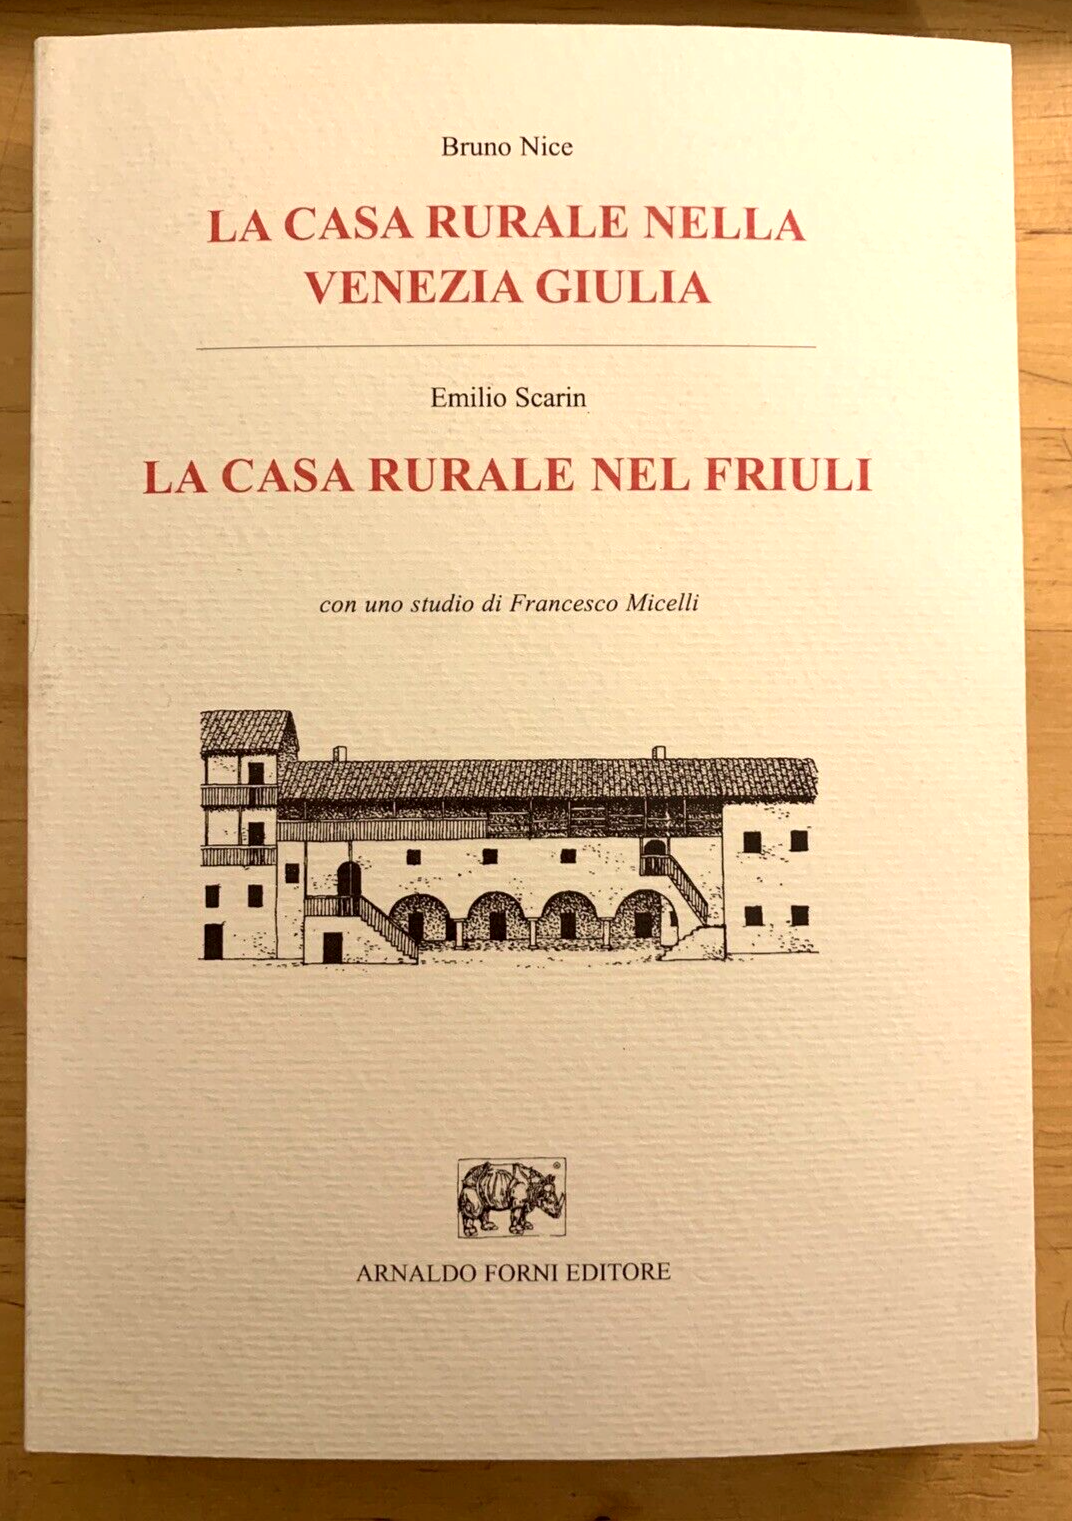 Bruno Nice
LA CASA RURALE NELLA
VENEZIA GIULIA
Emilio Scarin
LA CASA RURALE NEL FRIULI
con uno studio di Francesco Micelli
ARNALDO FORNI EDITORE